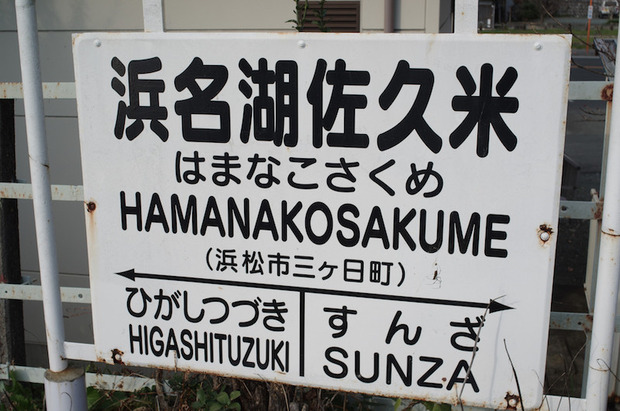 浜名湖佐久米
はまなこさくめ
HAMANAKOSAKUME
(浜松市三ヶ日町)
ひがしつづき
HIGASHITUZUKI
すんざ
SUNZA